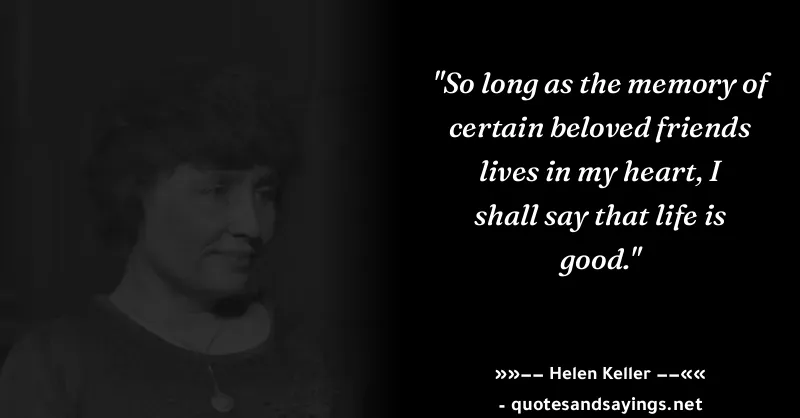 "So long as the memory of
certain beloved friends
lives in my heart, I
shall say that life is
good."
»»−− Helen Keller −−««
- quotesandsayings.net